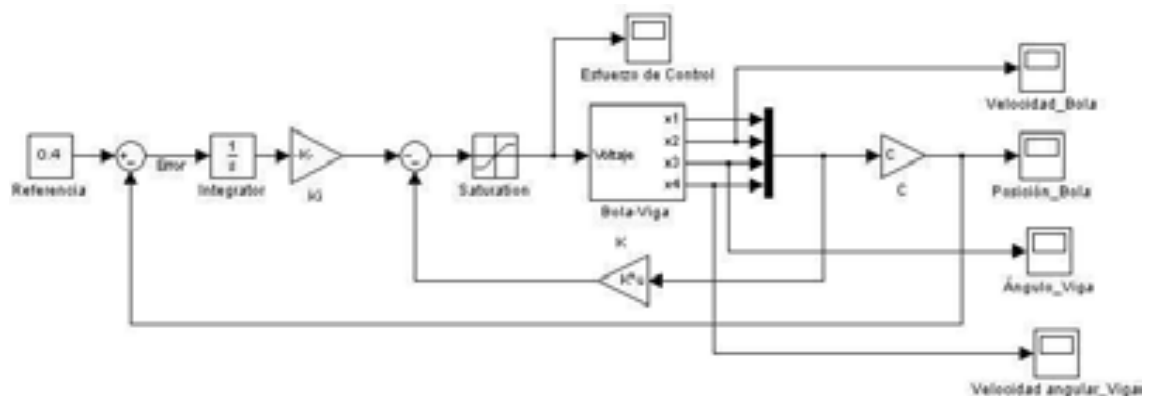 Esfuerzo de Control
Velocidad_Bola
x1
x2
x3
x4
Voltaje
Bola-Viga
0.4
Referencia
Error
1
s
Integrator
Ki
Saturation
C
C
Posición_Bola
K
K*u
Ángulo_Viga
Velocidad angular_Viga